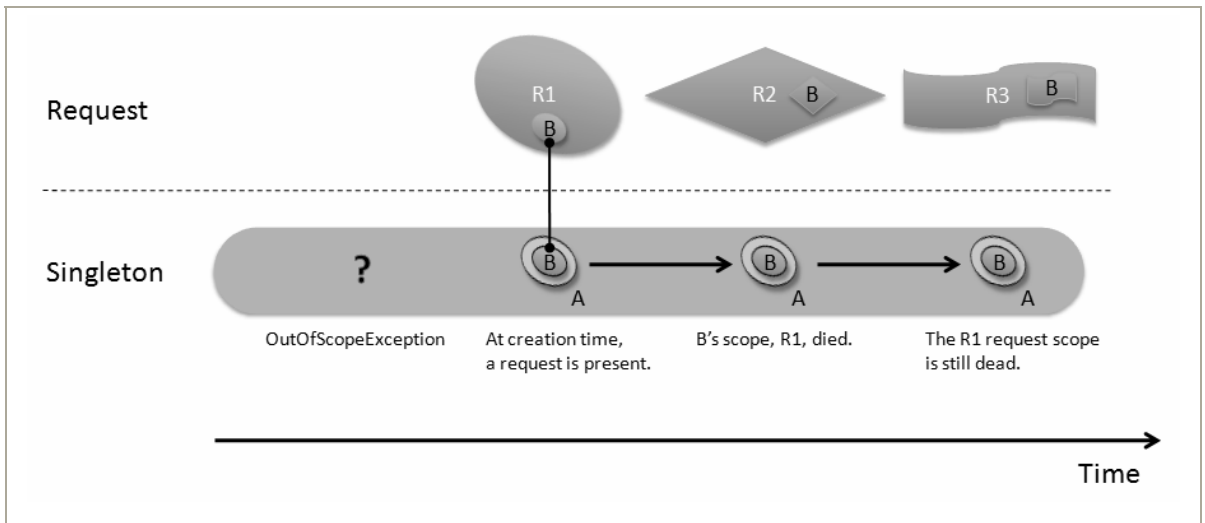 Request
R1
B
R2
B
R3
B
Singleton
?
B
A
B
A
B
A
OutOfScopeException
At creation time,
a request is present.
B's scope, R1, died.
The R1 request scope
is still dead.
Time